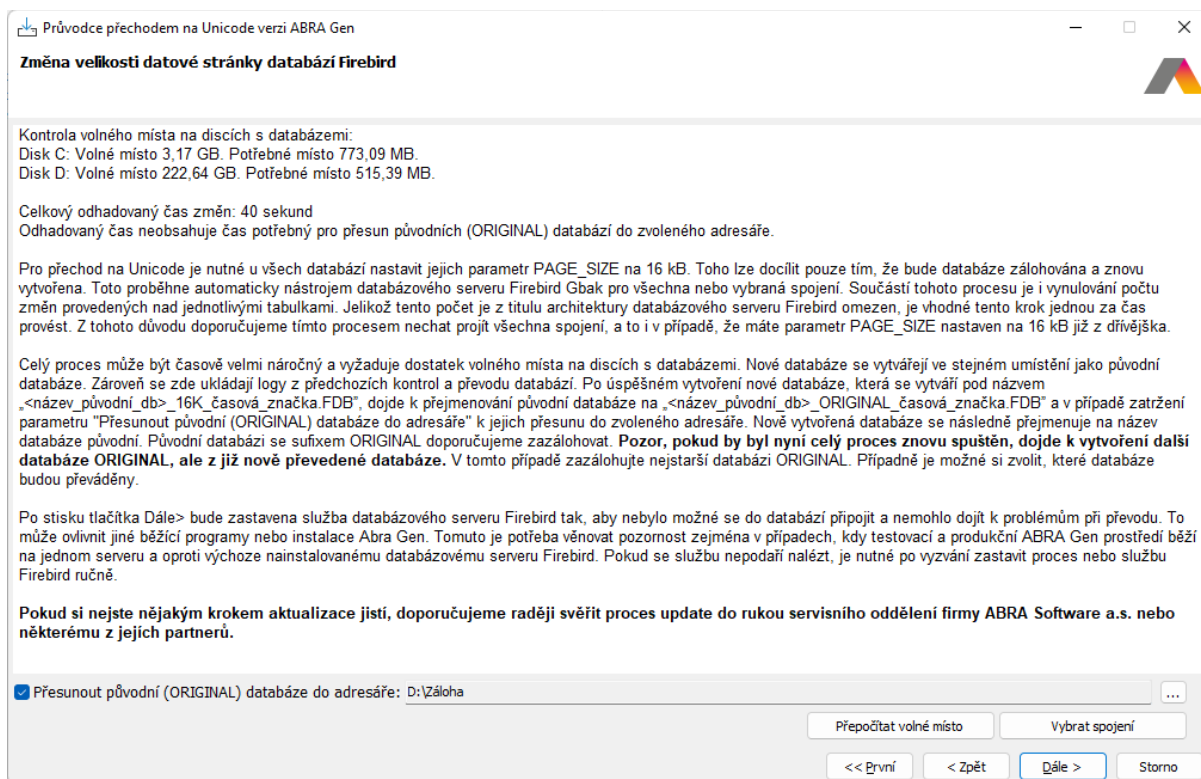 Průvodce přechodem na Unicode verzi ABRA Gen
Změna velikosti datové stránky databází Firebird
Kontrola volného místa na discích s databázemi:
Disk C: Volné místo 3,17 GB. Potřebné místo 773,09 MB.
Disk D: Volné místo 222,64 GB. Potřebné místo 515,39 MB.
Celkový odhadovaný čas změn: 40 sekund
Odhadovaný čas neobsahuje čas potřebný pro přesun původních (ORIGINAL) databází do zvoleného adresáře.
Pro přechod na Unicode je nutné u všech databází nastavit jejich parametr PAGE_SIZE na 16 kB. Toho lze docílit pouze tím, že bude databáze zálohována a znovu
vytvořena. Toto proběhne automaticky nástrojem databázového serveru Firebird Gbak pro všechna nebo vybraná spojení. Součástí tohoto procesu je i vynulování počtu
změn provedených nad jednotlivými tabulkami. Jelikož tento počet je z titulu architektury databázového serveru Firebird omezen, je vhodné tento krok jednou za čas
provést. Z tohoto důvodu doporučujeme tímto procesem nechat projít všechna spojení, a to i v případě, že máte parametr PAGE_SIZE nastaven na 16 kB již z dřívějška.
Celý proces může být časově velmi náročný a vyžaduje dostatek volného místa na discích s databázemi. Nové databáze se vytvářejí ve stejném umístění jako původní
databáze. Zároveň se zde ukládají logy z předchozích kontrol a převodu databází. Po úspěšném vytvoření nové databáze, která se vytváří pod názvem
„<název_původní_db>_16K_časová_značka.FDB”, dojde k přejmenování původní databáze na „<název_původní_db>_ORIGINAL_časová_značka.FDB” a v případě zatržení
parametru "Přesunout původní (ORIGINAL) databáze do adresáře" k jejich přesunu do zvoleného adresáře. Nově vytvořená databáze se následně přejmenuje na název
databáze původní. Původní databázi se sufixem ORIGINAL doporučujeme zazálohovat. Pozor, pokud by byl nyní celý proces znovu spuštěn, dojde k vytvoření další
databáze ORIGINAL, ale z již nově převedené databáze. V tomto případě zazálohujte nejstarší databázi ORIGINAL. Případně je možné si zvolit, které databáze
budou převáděny.
Po stisku tlačítka Dále> bude zastavena služba databázového serveru Firebird tak, aby nebylo možné se do databází připojit a nemohlo dojít k problémům při převodu. To
může ovlivnit jiné běžící programy nebo instalace Abra Gen. Tomuto je potřeba věnovat pozornost zejména v případech, kdy testovací a produkční ABRA Gen prostředí běží
na jednom serveru a oproti výchoze nainstalovanému databázovému serveru Firebird. Pokud se službu nepodaří nalézt, je nutné po vyzvání zastavit proces nebo službu
Firebird ručně.
Pokud si nejste nějakým krokem aktualizace jistí, doporučujeme raději svěřit proces update do rukou servisního oddělení firmy ABRA Software a.s. nebo
některému z jejích partnerů.
Přesunout původní (ORIGINAL) databáze do adresáře: D:\Záloha ...
Přepočítat volné místo Vybrat spojení
<< První < Zpět Dále > Storno